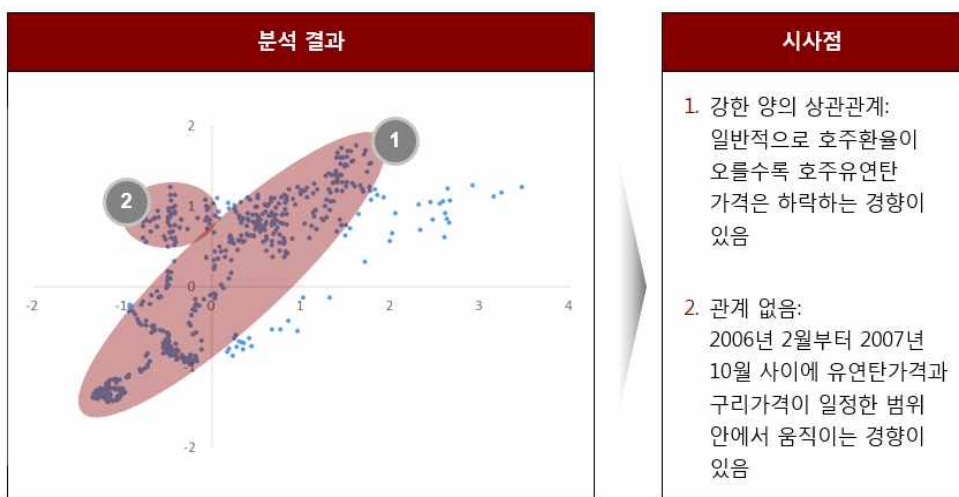 분석 결과
시사점
1
2
2
1
0
-1
-2
-2
-1
0
1
2
3
4
1. 강한 양의 상관관계:
일반적으로 호주환율이
오를수록 호주유연탄
가격은 하락하는 경향이
있음
2. 관계 없음:
2006년 2월부터 2007년
10월 사이에 유연탄가격과
구리가격이 일정한 범위
안에서 움직이는 경향이
있음